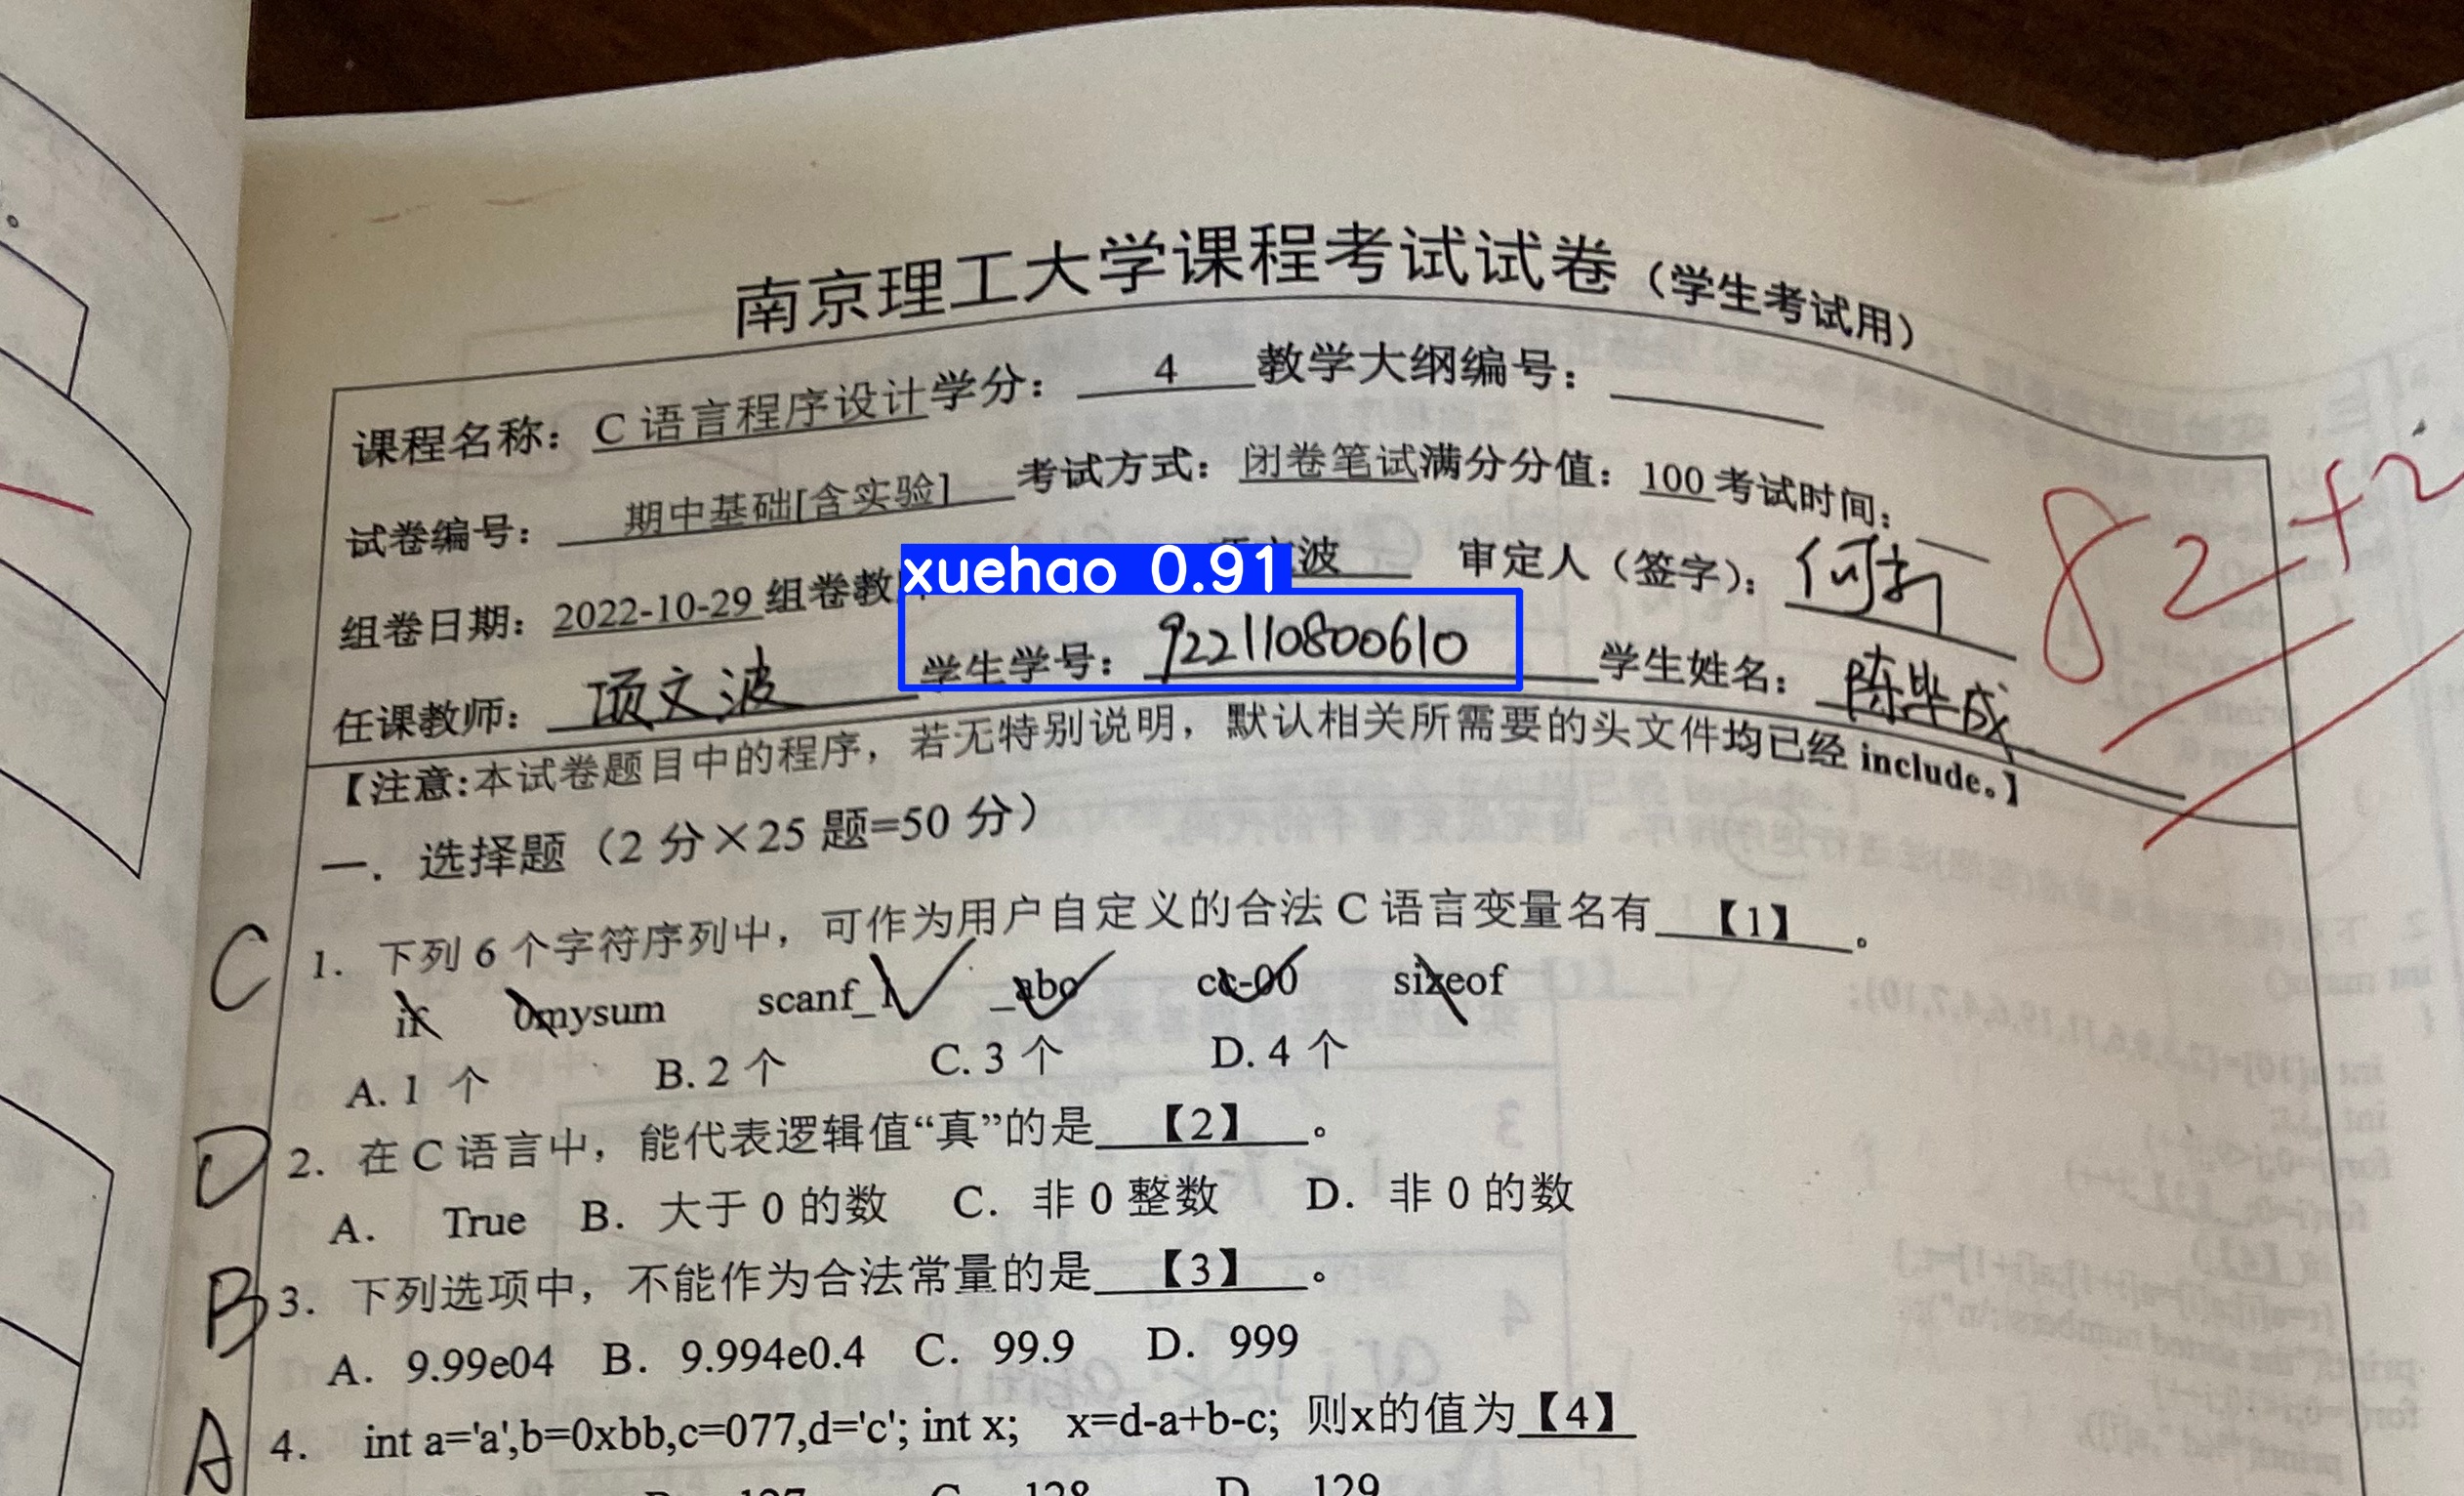 南京理工大学课程考试试卷（学生考试用）
课程名称：C 语言程序设计学分：4 教学大纲编号：
试卷编号：期中基础[含实验] 考试方式：闭卷笔试满分分值：100 考试时间：
82+2
xuehao 0.91
组卷日期：2022-10-29 组卷教 波 审定人（签字）：何新
任课教师：项文波 学生学号：922110800610 学生姓名：陈毕成
【注意:本试卷题目中的程序，若无特别说明，默认相关所需要的头文件均已经 include。】
一．选择题（2 分×25 题=50 分）
C 1. 下列 6 个字符序列中，可作为用户自定义的合法 C 语言变量名有【1】。
if 0mysum scanf_1 _abc cc-00 sizeof
A. 1 个 B. 2 个 C. 3 个 D. 4 个
D 2. 在 C 语言中，能代表逻辑值“真”的是【2】。
A. True B. 大于 0 的数 C. 非 0 整数 D. 非 0 的数
B 3. 下列选项中，不能作为合法常量的是【3】。
A. 9.99e04 B. 9.994e0.4 C. 99.9 D. 999
A 4. int a='a',b=0xbb,c=077,d='c'; int x; x=d-a+b-c; 则x的值为【4】
B. 127 C. 128 D. 129